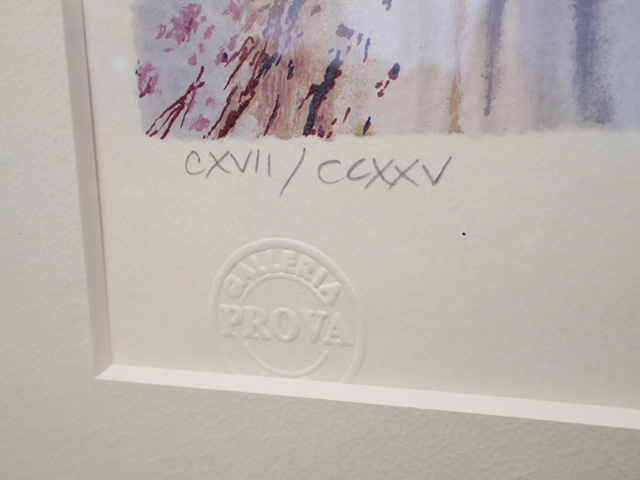 CXVII / CCXXV
GALLERIA
PROVA